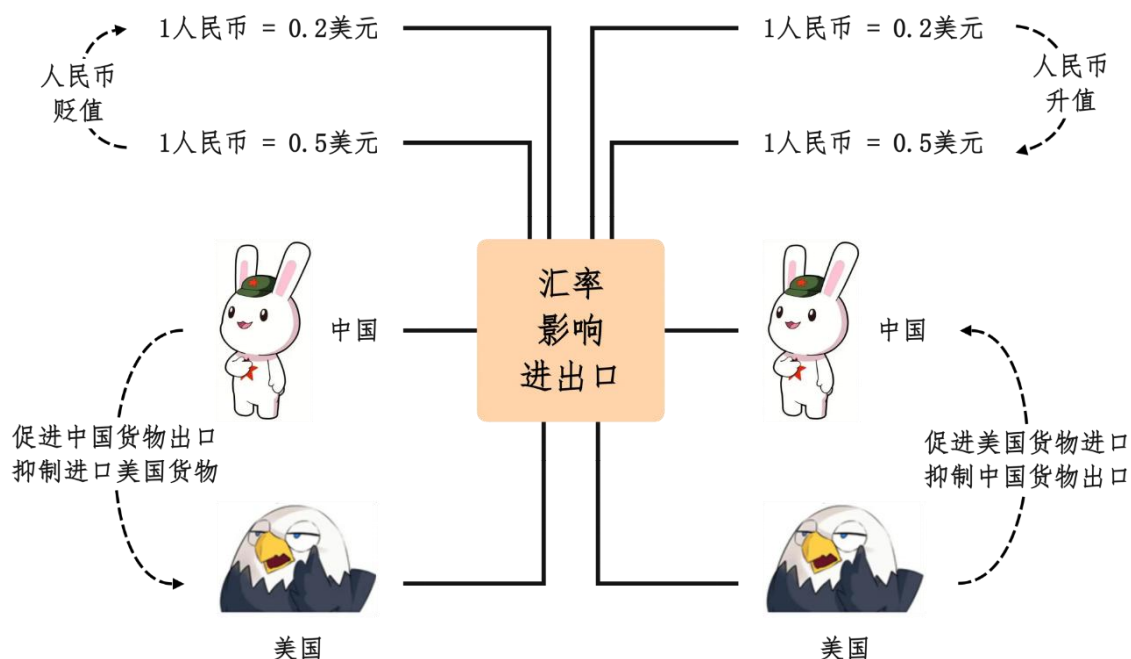 1人民币 = 0.2美元
人民币
贬值
1人民币 = 0.5美元
1人民币 = 0.2美元
人民币
升值
1人民币 = 0.5美元
汇率
影响
进出口
中国
中国
促进中国货物出口
抑制进口美国货物
促进美国货物进口
抑制中国货物出口
美国
美国